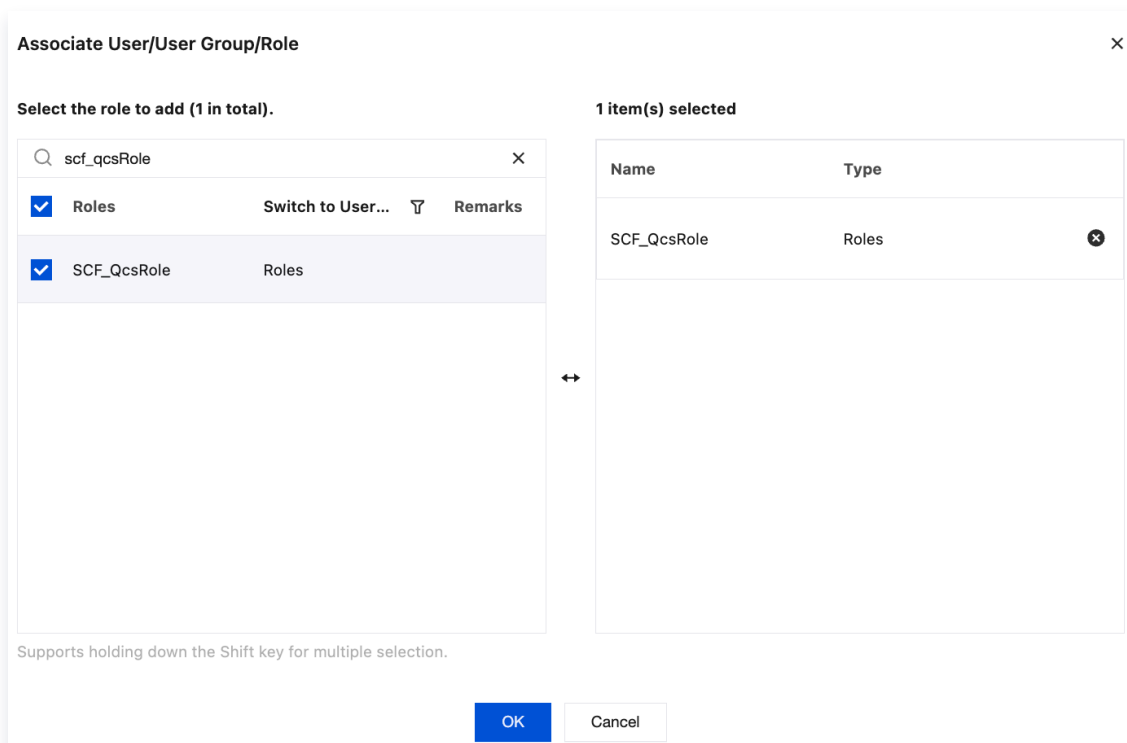 Associate User/User Group/Role
Select the role to add (1 in total).
scf_qcsRole
Roles Switch to User... Remarks
SCF_QcsRole Roles
Supports holding down the Shift key for multiple selection.
1 item(s) selected
Name Type
SCF_QcsRole Roles
OK Cancel